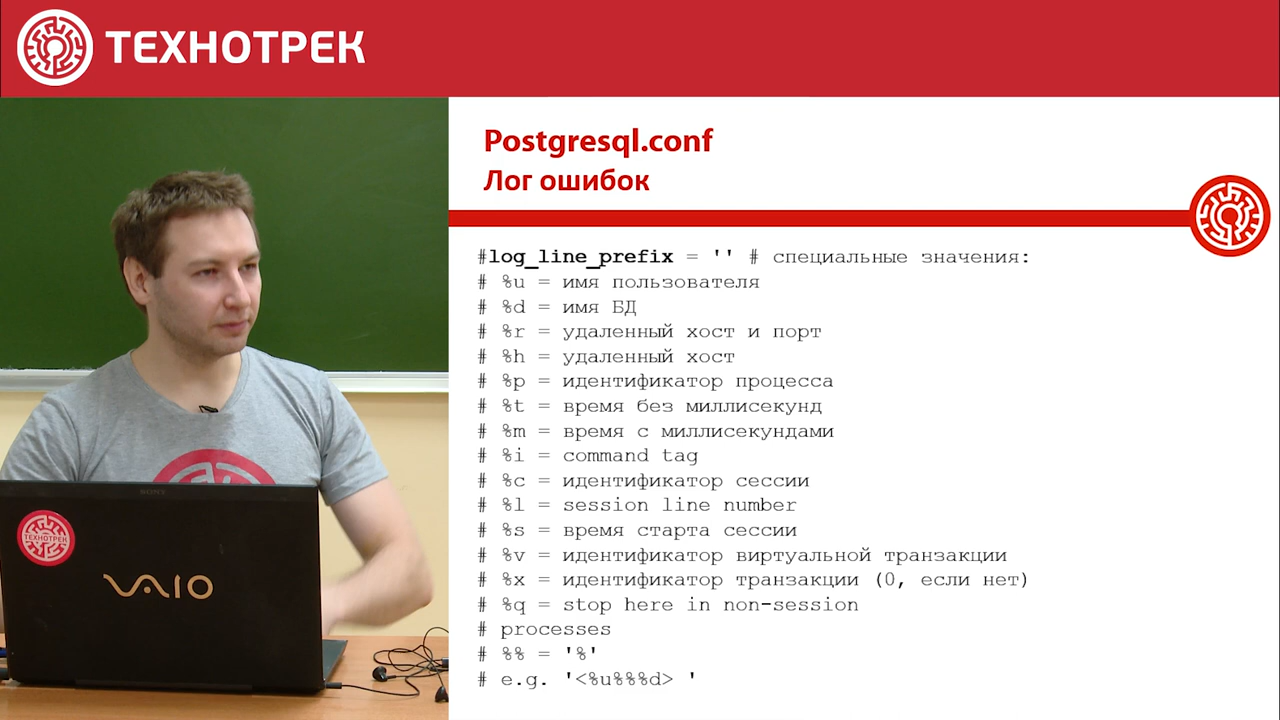 ТЕХНОТРЕК
Postgresql.conf
Лог ошибок
#log_line_prefix = '' # специальные значения:
# %u = имя пользователя
# %d = имя БД
# %r = удаленный хост и порт
# %h = удаленный хост
# %p = идентификатор процесса
# %t = время без миллисекунд
# %m = время с миллисекундами
# %i = command tag
# %c = идентификатор сессии
# %l = session line number
# %s = время старта сессии
# %v = идентификатор виртуальной транзакции
# %x = идентификатор транзакции (0, если нет)
# %q = stop here in non-session
# processes
# %% = '%'
# e.g. '<%u%%%d> '
SONY
ТЕХНОТРЕК
VAIO